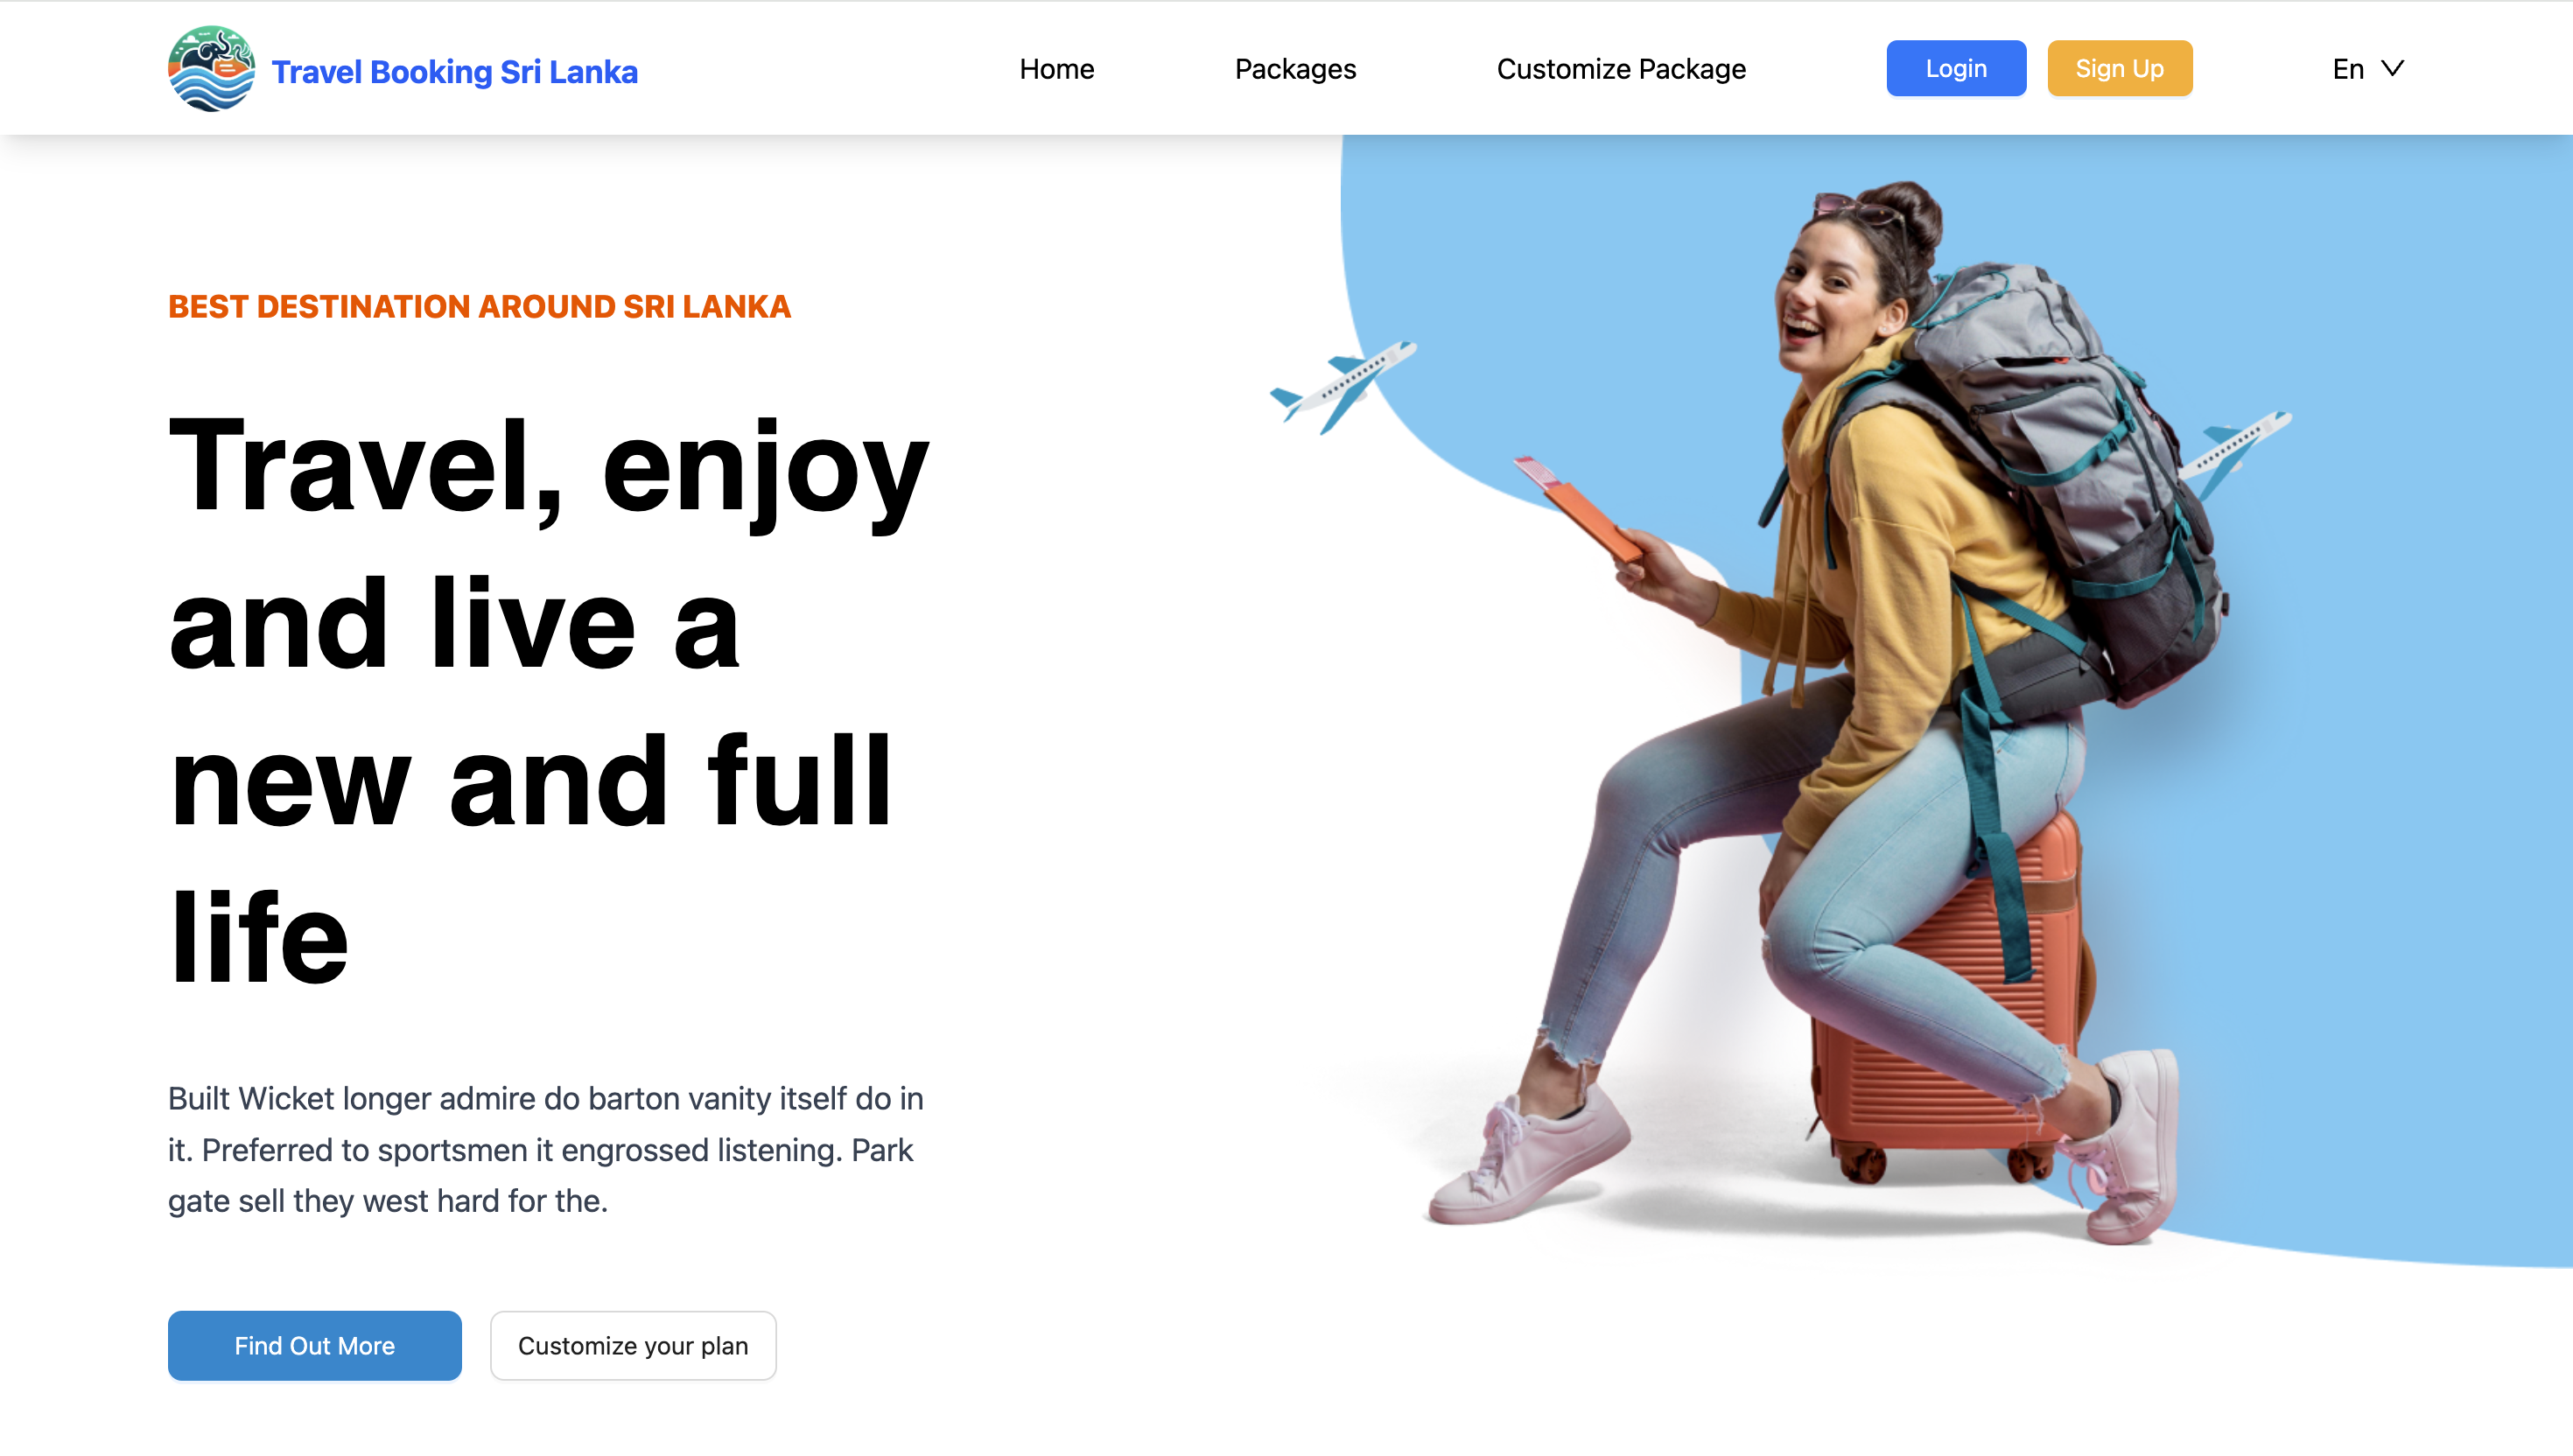 Travel Booking Sri Lanka
Home
Packages
Customize Package
Login
Sign Up
En
BEST DESTINATION AROUND SRI LANKA
Travel, enjoy
and live a
new and full
life
Built Wicket longer admire do barton vanity itself do in
it. Preferred to sportsmen it engrossed listening. Park
gate sell they west hard for the.
Find Out More
Customize your plan